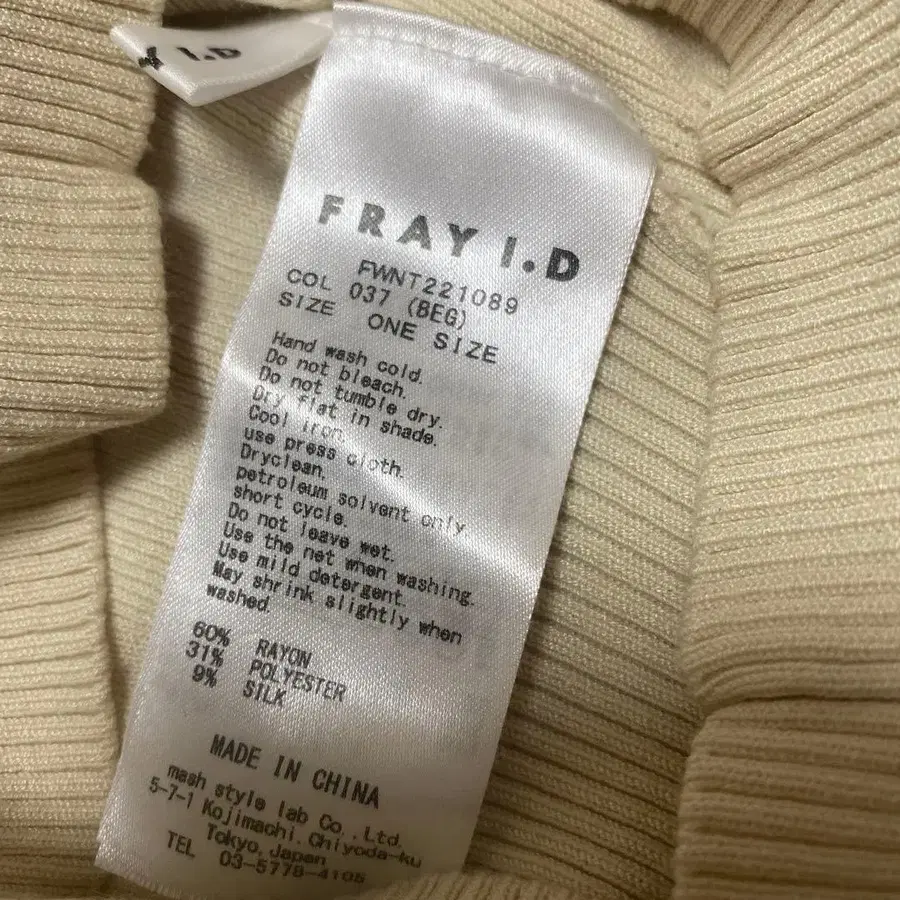 I.D
FRAY I.D
FWNT221089
COL 037 (BEG)
SIZE ONE SIZE
Hand wash cold.
Do not bleach.
Do not tumble dry.
Dry flat in shade.
Cool iron.
use press cloth.
Dryclean.
petroleum solvent only.
short cycle.
Do not leave wet.
Use the net when washing.
Use mild detergent.
May shrink slightly when
washed.
60% RAYON
31% POLYESTER
9% SILK
MADE IN CHINA
mash style lab Co.,Ltd.
5-7-1 Kojimachi.Chiyoda-ku
Tokyo.Japan
TEL 03-5778-4105